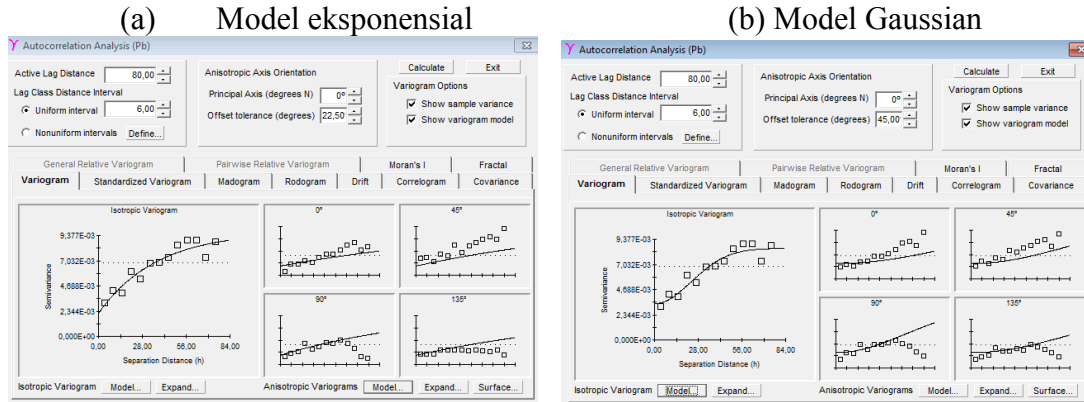 (a) Model eksponensial
(b) Model Gaussian
Autocorrelation Analysis (Pb)
Active Lag Distance 80,00
Lag Class Distance Interval
Uniform interval 6,00
Nonuniform intervals Define...
Anisotropic Axis Orientation
Principal Axis (degrees N) 0°
Offset tolerance (degrees) 22,50°
Calculate Exit
Variogram Options
Show sample variance
Show variogram model
General Relative Variogram Pairwise Relative Variogram Moran's I Fractal
Variogram Standardized Variogram Madogram Rodogram Drift Correlogram Covariance
Isotropic Variogram
9,377E-03
7,032E-03
4,688E-03
2,344E-03
0,000E+00
Semivariance
0,00 28,00 56,00 84,00
Separation Distance (h)
0° 45°
90° 135°
Isotropic Variogram Model... Expand... Anisotropic Variograms Model... Expand... Surface...
Autocorrelation Analysis (Pb)
Active Lag Distance 80,00
Lag Class Distance Interval
Uniform interval 6,00
Nonuniform intervals Define...
Anisotropic Axis Orientation
Principal Axis (degrees N) 0°
Offset tolerance (degrees) 45,00°
Calculate Exit
Variogram Options
Show sample variance
Show variogram model
General Relative Variogram Pairwise Relative Variogram Moran's I Fractal
Variogram Standardized Variogram Madogram Rodogram Drift Correlogram Covariance
Isotropic Variogram
9,377E-03
7,032E-03
4,688E-03
2,344E-03
0,000E+00
Semivariance
0,00 28,00 56,00 84,00
Separation Distance (h)
0° 45°
90° 135°
Isotropic Variogram Model... Expand... Anisotropic Variograms Model... Expand... Surface...